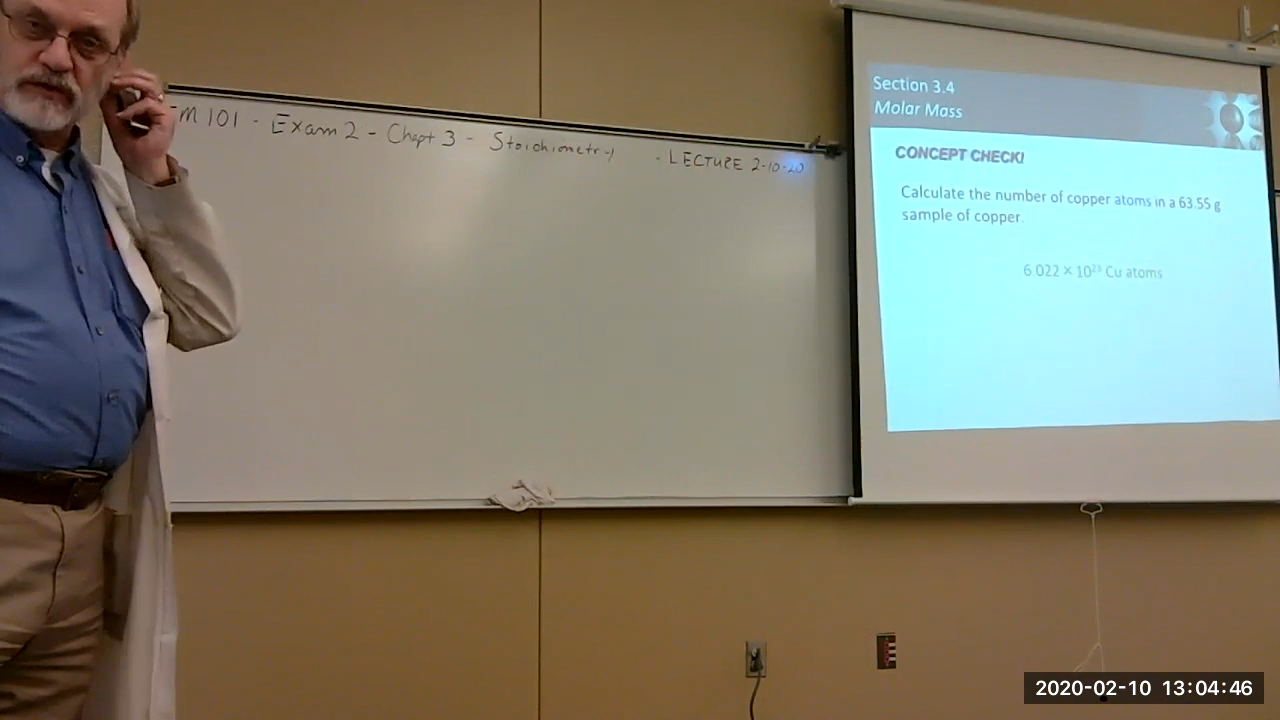 M 101 - Exam 2 - Chapt 3 - Stoichiometry - LECTURE 2-10-20
Section 3.4
Molar Mass
CONCEPT CHECK!
Calculate the number of copper atoms in a 63.55 g
sample of copper.
6.022 × 10²³ Cu atoms
2020-02-10 13:04:46